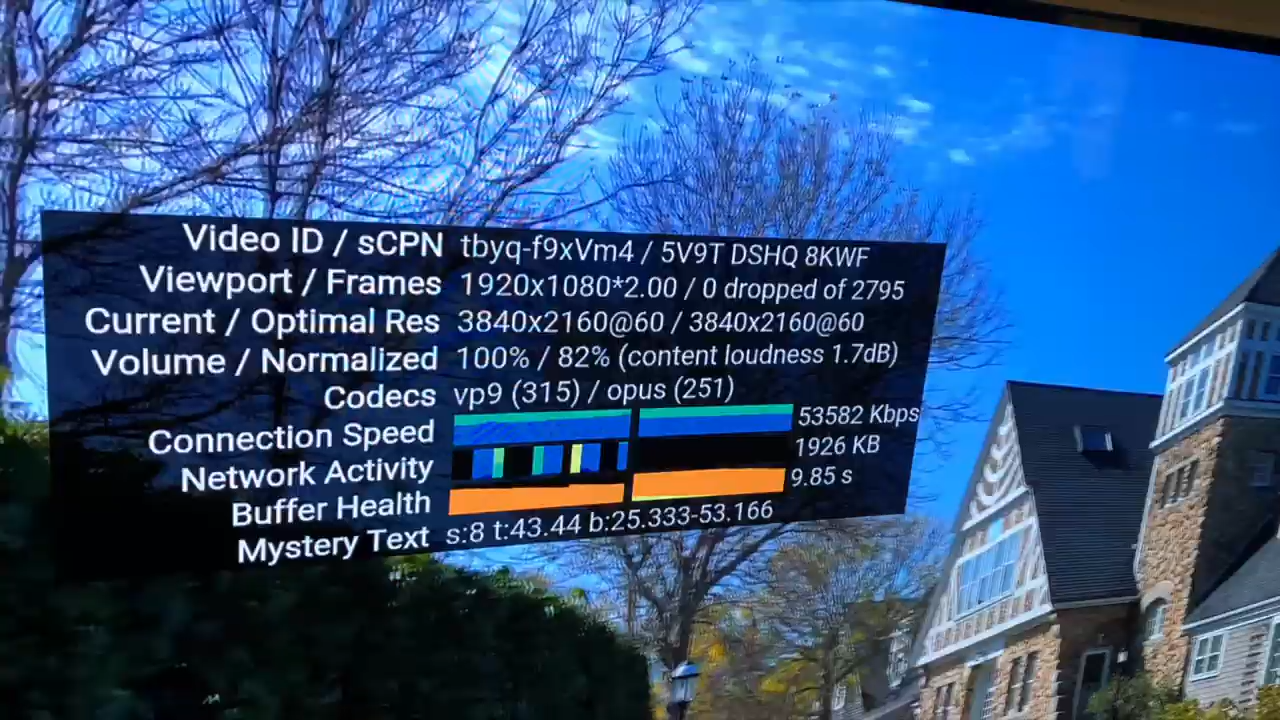 Video ID / sCPN tbyq-f9xVm4 / 5V9T DSHQ 8KWF
Viewport / Frames 1920x1080*2.00 / 0 dropped of 2795
Current / Optimal Res 3840x2160@60 / 3840x2160@60
Volume / Normalized 100% / 82% (content loudness 1.7dB)
Codecs vp9 (315) / opus (251)
Connection Speed 53582 Kbps
Network Activity 1926 KB
Buffer Health 9.85 s
Mystery Text s:8 t:43.44 b:25.333-53.166